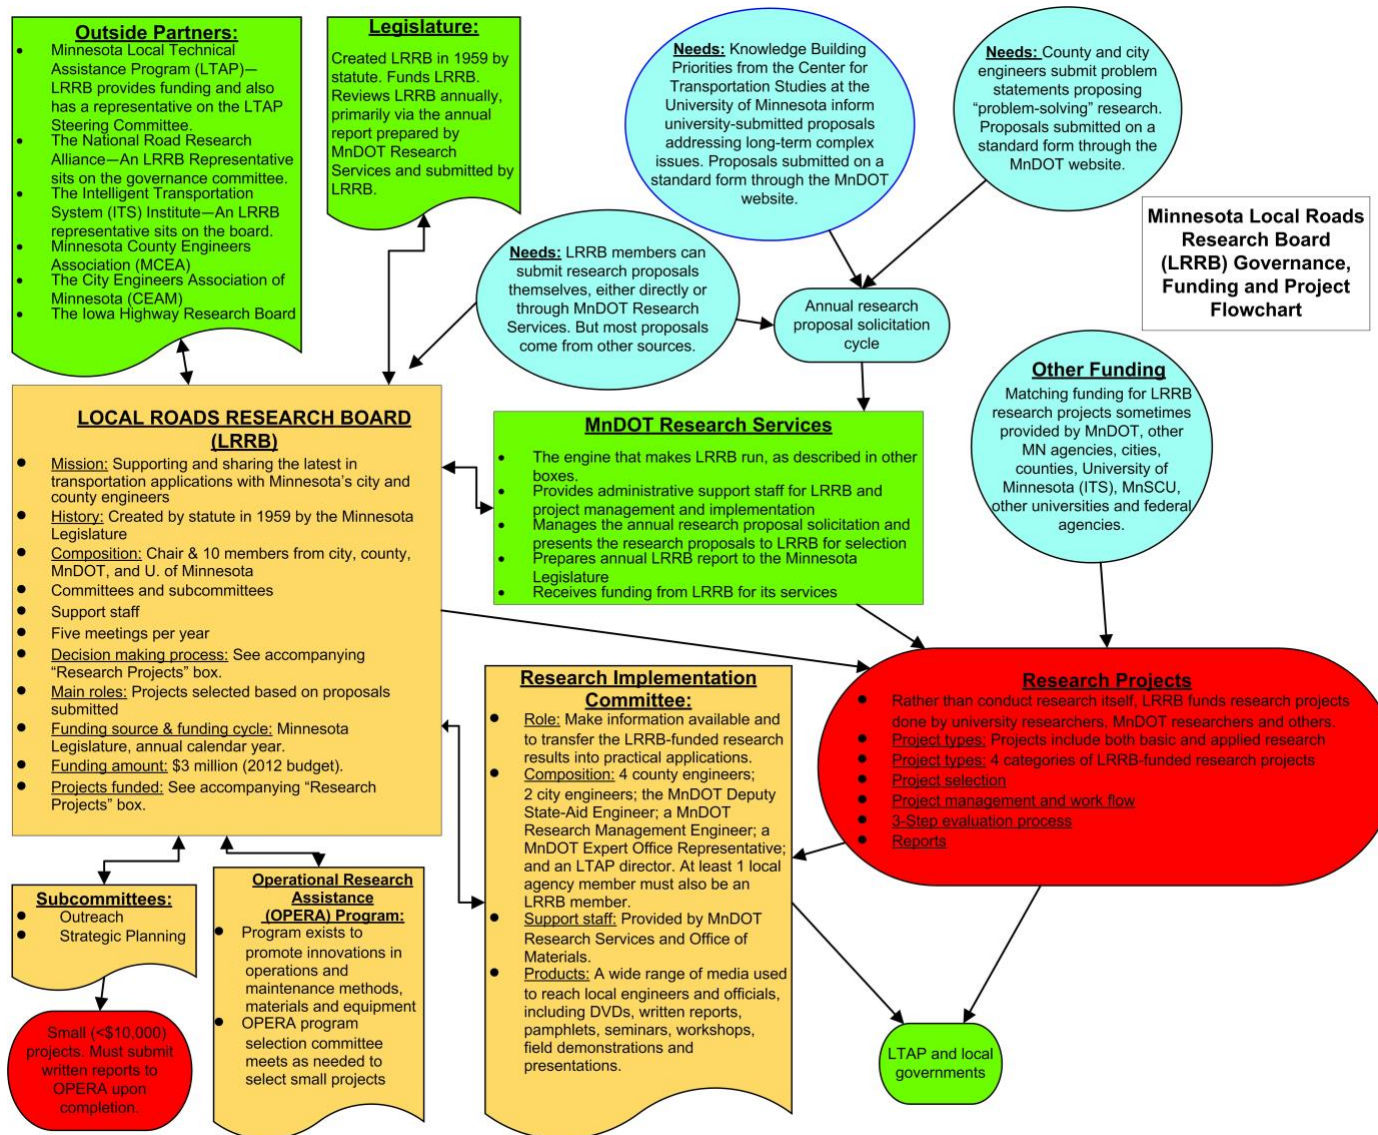 Outside Partners:
Minnesota Local Technical
Assistance Program (LTAP)—
LRRB provides funding and also
has a representative on the LTAP
Steering Committee.
The National Road Research
Alliance—An LRRB Representative
sits on the governance committee.
The Intelligent Transportation
System (ITS) Institute—An LRRB
representative sits on the board.
Minnesota County Engineers
Association (MCEA)
The City Engineers Association of
Minnesota (CEAM)
The Iowa Highway Research Board
Legislature:
Created LRRB in 1959 by
statute. Funds LRRB.
Reviews LRRB annually,
primarily via the annual
report prepared by
MnDOT Research
Services and submitted by
LRRB.
Needs: Knowledge Building
Priorities from the Center for
Transportation Studies at the
University of Minnesota inform
university-submitted proposals
addressing long-term complex
issues. Proposals submitted on a
standard form through the MnDOT
website.
Needs: County and city
engineers submit problem
statements proposing
“problem-solving” research.
Proposals submitted on a
standard form through the
MnDOT website.
Minnesota Local Roads
Research Board
(LRRB) Governance,
Funding and Project
Flowchart
Needs: LRRB members can
submit research proposals
themselves, either directly or
through MnDOT Research
Services. But most proposals
come from other sources.
Annual research
proposal solicitation
cycle
Other Funding
Matching funding for LRRB
research projects sometimes
provided by MnDOT, other
MN agencies, cities,
counties, University of
Minnesota (ITS), MnSCU,
other universities and federal
agencies.
LOCAL ROADS RESEARCH BOARD
(LRRB)
Mission: Supporting and sharing the latest in
transportation applications with Minnesota’s city and
county engineers
History: Created by statute in 1959 by the Minnesota
Legislature
Composition: Chair & 10 members from city, county,
MnDOT, and U. of Minnesota
Committees and subcommittees
Support staff
Five meetings per year
Decision making process: See accompanying
“Research Projects” box.
Main roles: Projects selected based on proposals
submitted
Funding source & funding cycle: Minnesota
Legislature, annual calendar year.
Funding amount: $3 million (2012 budget).
Projects funded: See accompanying “Research
Projects” box.
MnDOT Research Services
The engine that makes LRRB run, as described in other
boxes.
Provides administrative support staff for LRRB and
project management and implementation
Manages the annual research proposal solicitation and
presents the research proposals to LRRB for selection
Prepares annual LRRB report to the Minnesota
Legislature
Receives funding from LRRB for its services
Research Implementation
Committee:
Role: Make information available and
to transfer the LRRB-funded research
results into practical applications.
Composition: 4 county engineers;
2 city engineers; the MnDOT Deputy
State-Aid Engineer; a MnDOT
Research Management Engineer; a
MnDOT Expert Office Representative;
and an LTAP director. At least 1 local
agency member must also be an
LRRB member.
Support staff: Provided by MnDOT
Research Services and Office of
Materials.
Products: A wide range of media used
to reach local engineers and officials,
including DVDs, written reports,
pamphlets, seminars, workshops,
field demonstrations and
presentations.
Research Projects
Rather than conduct research itself, LRRB funds research projects
done by university researchers, MnDOT researchers and others.
Project types: Projects include both basic and applied research
Project types: 4 categories of LRRB-funded research projects
Project selection
Project management and work flow
3-Step evaluation process
Reports
Subcommittees:
Outreach
Strategic Planning
Operational Research
Assistance
(OPERA) Program:
Program exists to
promote innovations in
operations and
maintenance methods,
materials and equipment
OPERA program
selection committee
meets as needed to
select small projects
Small (<$10,000)
projects. Must submit
written reports to
OPERA upon
completion.
LTAP and local
governments